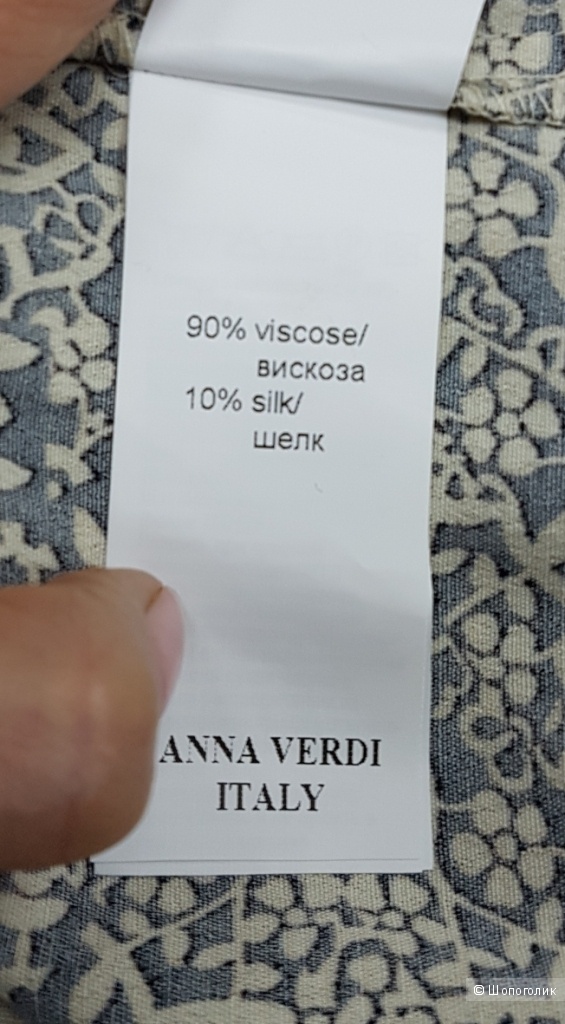 90% viscose/
вискоза
10% silk/
шелк
ANNA VERDI
ITALY
© Шопоголик